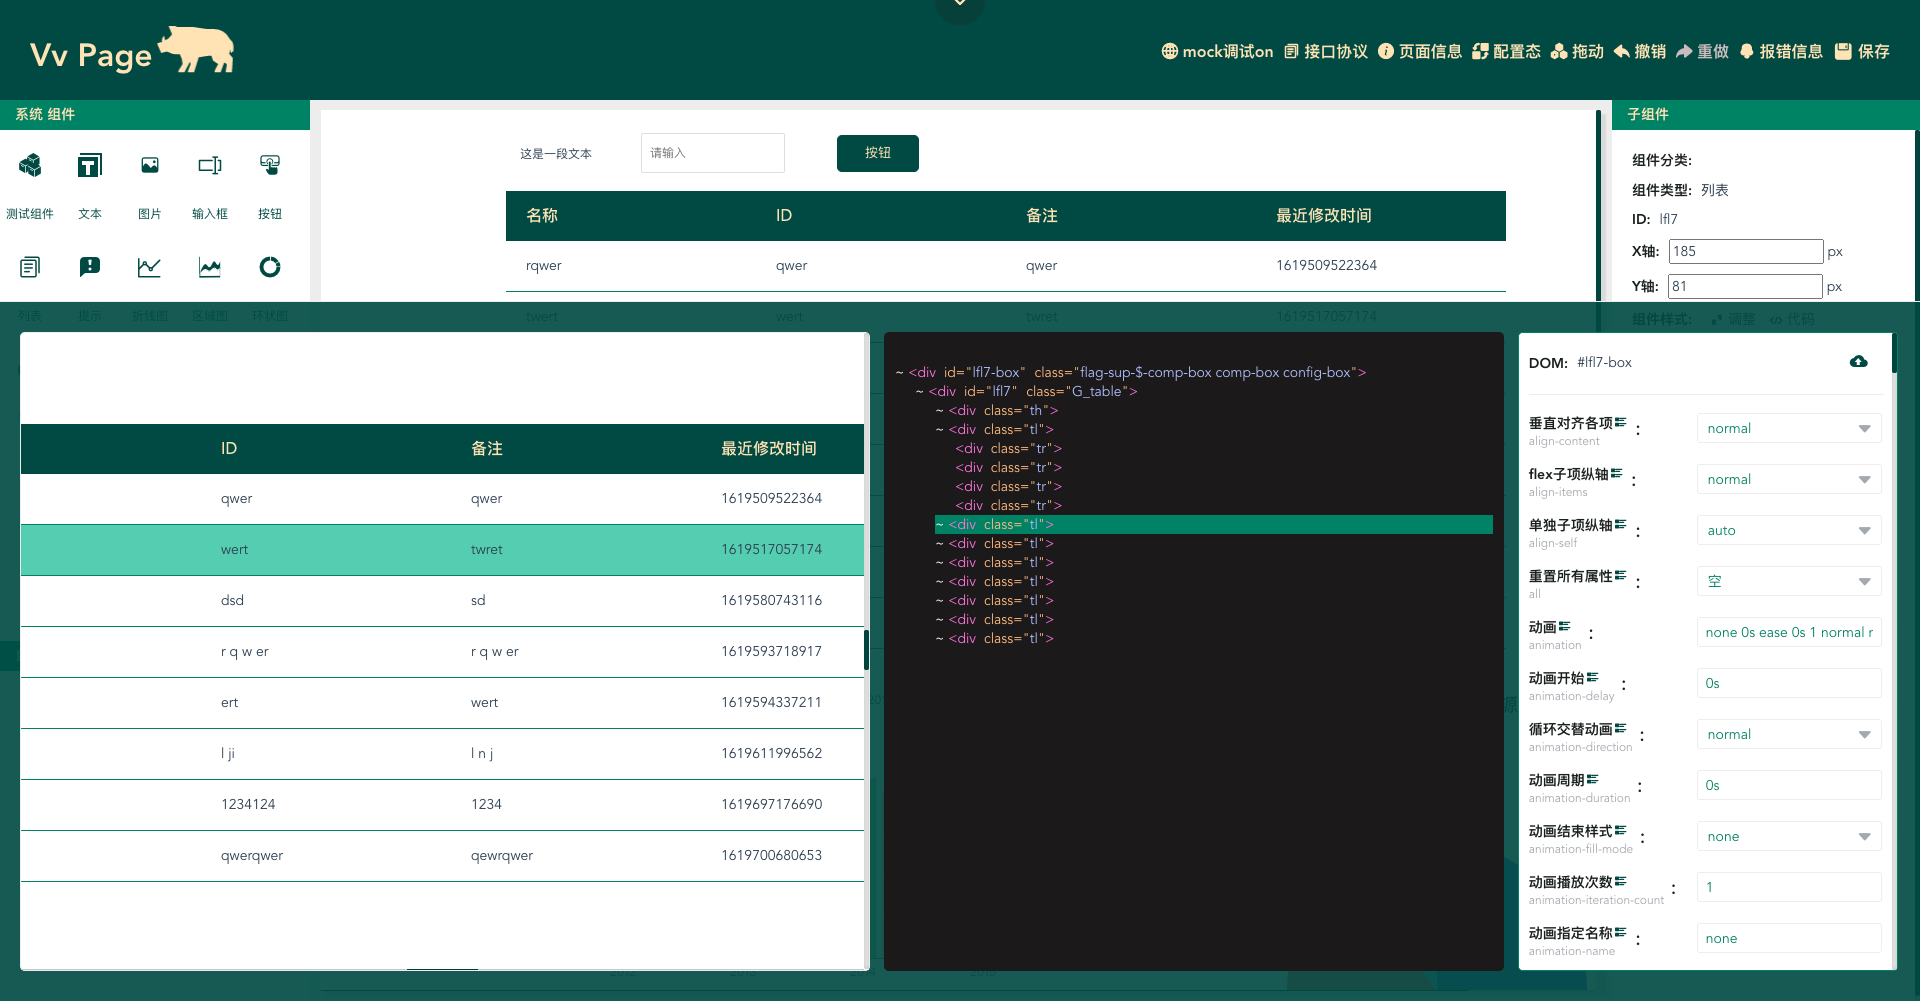 Vv Page
mock调试on 接口协议 页面信息 配置态 拖动 撤销 重做 报错信息 保存
系统 组件
测试组件 文本 图片 输入框 按钮
列表 提示 折线图 区域图 环状图
这是一段文本 请输入 按钮
名称 ID 备注 最近修改时间
rqwer qwer qwer 1619509522364
twert wert twret 1619517057174
子组件
组件分类:
组件类型: 列表
ID: lfl7
X轴: 185 px
Y轴: 81 px
组件样式: 调整 代码
ID 备注 最近修改时间
qwer qwer 1619509522364
wert twret 1619517057174
dsd sd 1619580743116
r q w er r q w er 1619593718917
ert wert 1619594337211
l ji l n j 1619611996562
1234124 1234 1619697176690
qwerqwer qewrqwer 1619700680653
~ <div id="lfl7-box" class="flag-sup-$-comp-box comp-box config-box">
~ <div id="lfl7" class="G_table">
~ <div class="th">
~ <div class="tl">
<div class="tr">
<div class="tr">
<div class="tr">
<div class="tr">
~ <div class="tl">
~ <div class="tl">
~ <div class="tl">
~ <div class="tl">
~ <div class="tl">
~ <div class="tl">
~ <div class="tl">
DOM: #lfl7-box
垂直对齐各项 : normal
align-content
flex子项纵轴 : normal
align-items
单独子项纵轴 : auto
align-self
重置所有属性 : 空
all
动画 : none 0s ease 0s 1 normal r
animation
动画开始 : 0s
animation-delay
循环交替动画 : normal
animation-direction
动画周期 : 0s
animation-duration
动画结束样式 : none
animation-fill-mode
动画播放次数 : 1
animation-iteration-count
动画指定名称 : none
animation-name
2012 2013